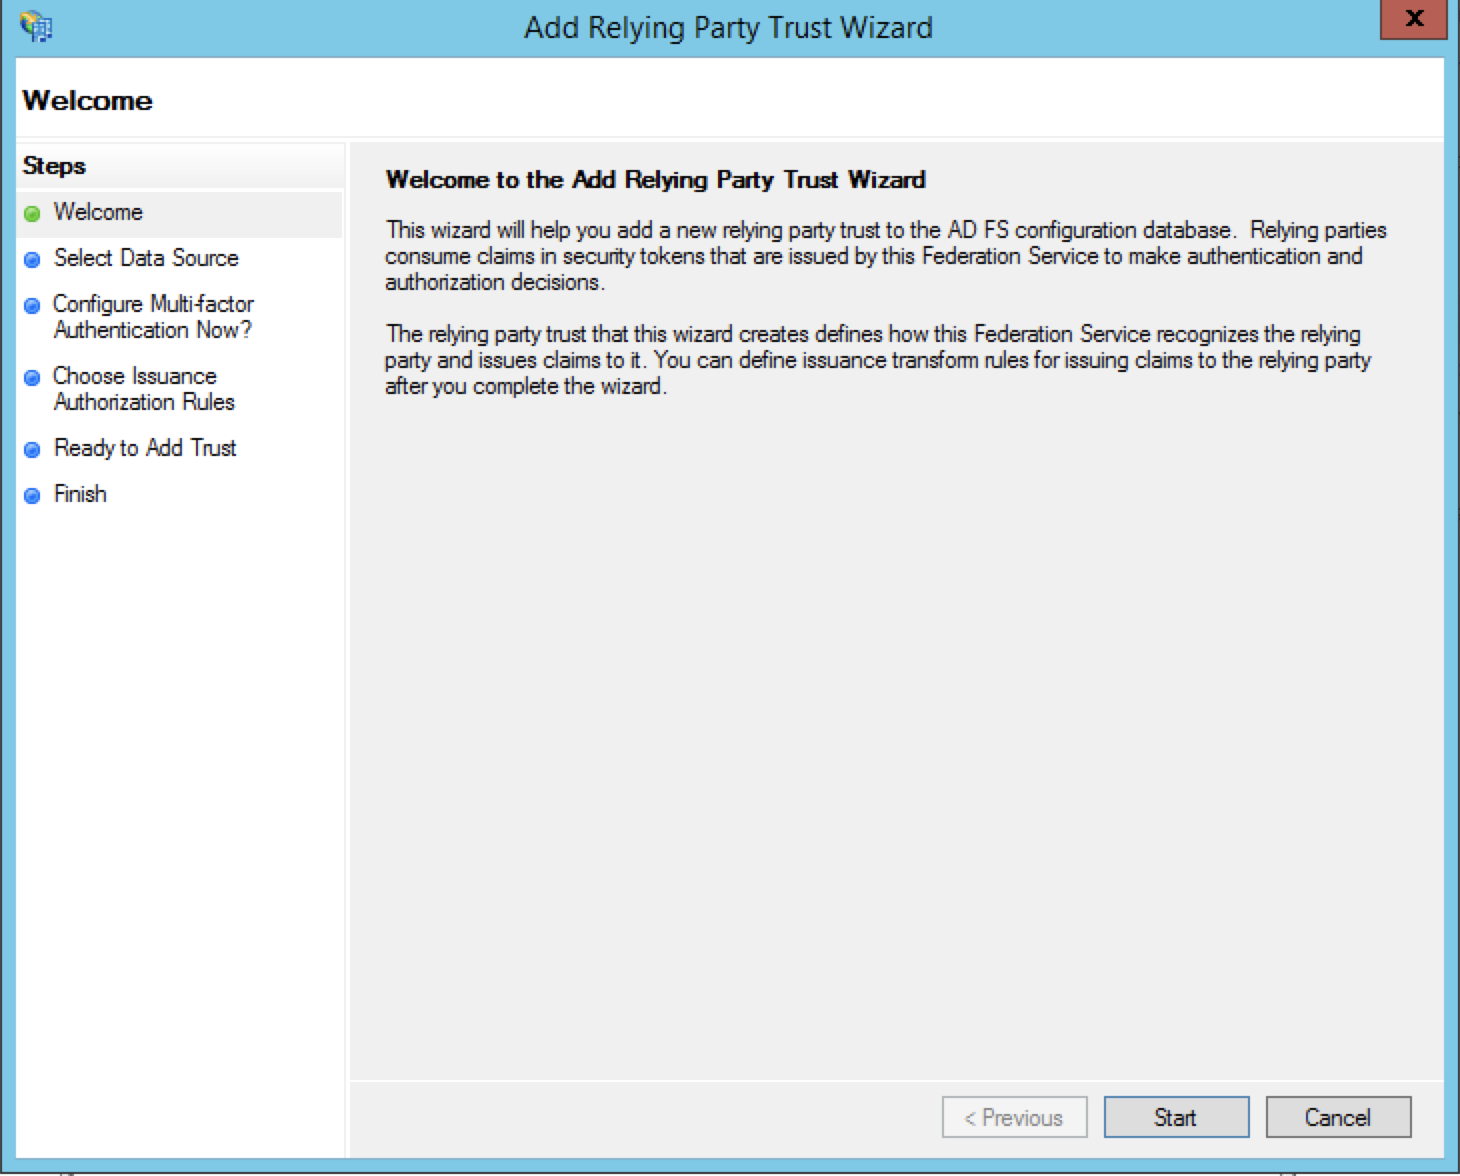 Add Relying Party Trust Wizard
x
Welcome
Steps
Welcome
Select Data Source
Configure Multi-factor
Authentication Now?
Choose Issuance
Authorization Rules
Ready to Add Trust
Finish
Welcome to the Add Relying Party Trust Wizard
This wizard will help you add a new relying party trust to the AD FS configuration database.  Relying parties
consume claims in security tokens that are issued by this Federation Service to make authentication and
authorization decisions.
The relying party trust that this wizard creates defines how this Federation Service recognizes the relying
party and issues claims to it. You can define issuance transform rules for issuing claims to the relying party
after you complete the wizard.
< Previous
Start
Cancel